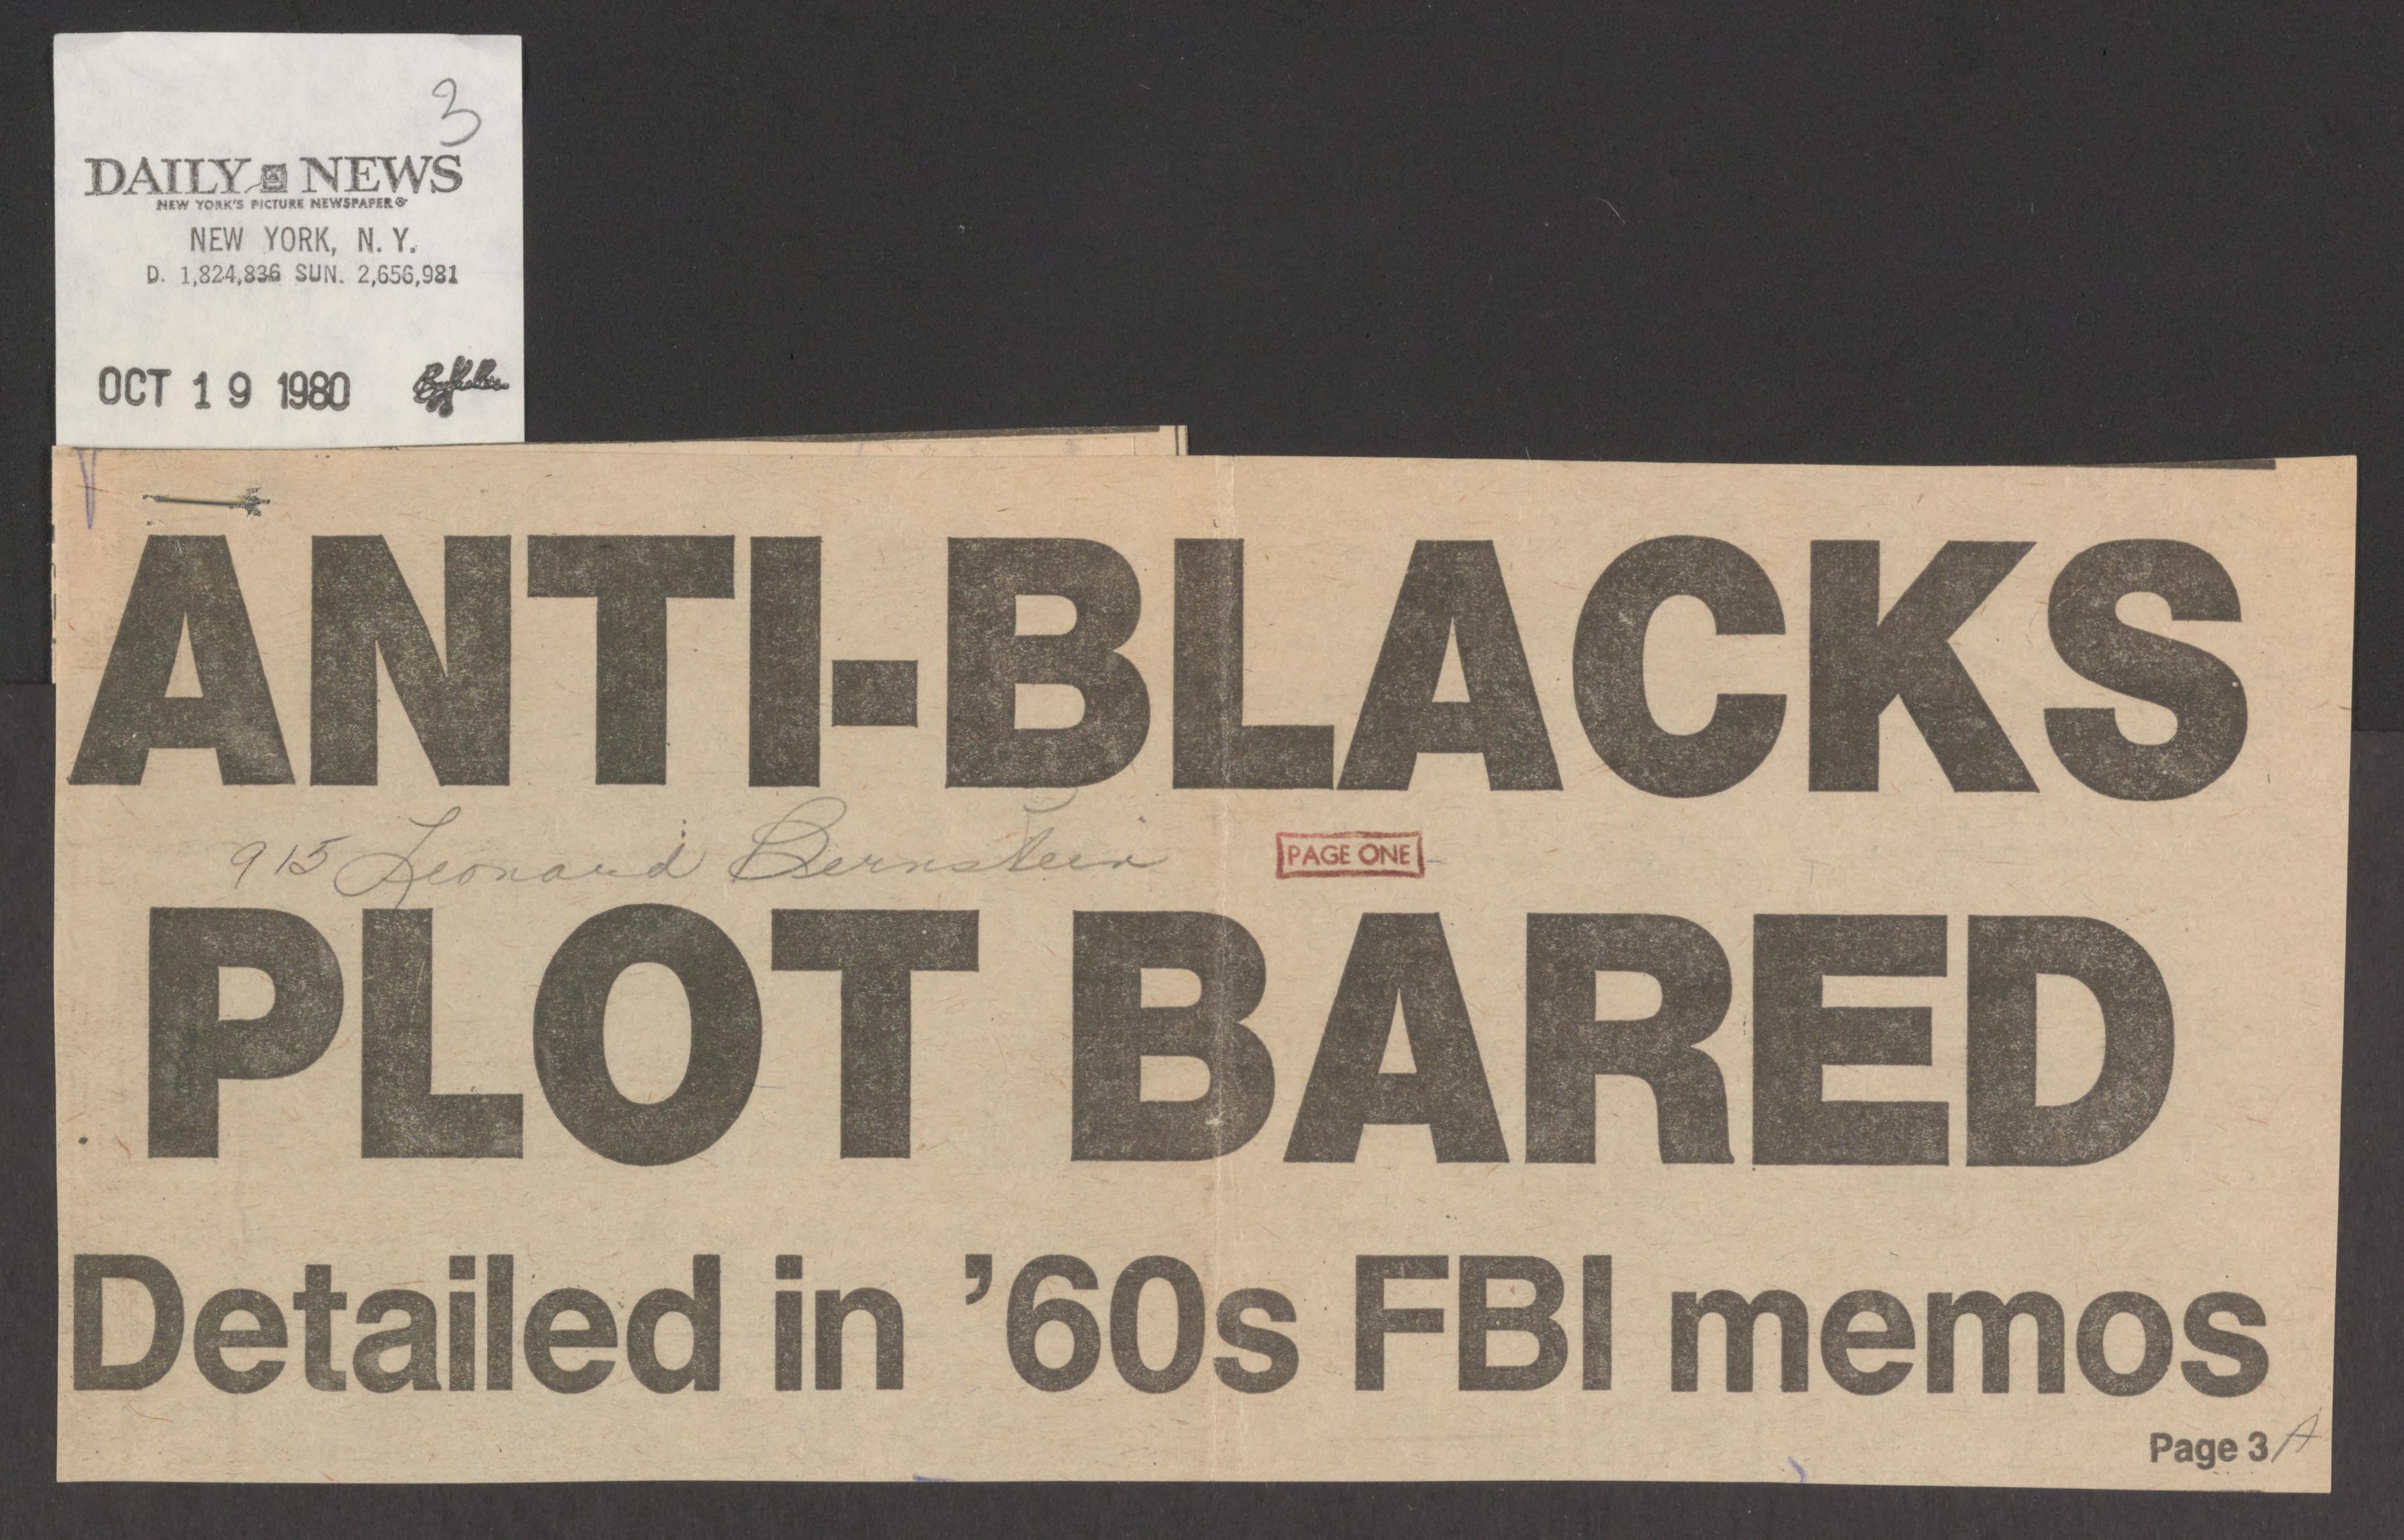 3
DAILY NEWS
NEW YORK'S PICTURE NEWSPAPER
NEW YORK, N. Y.
D. 1,824,836 SUN. 2,656,981
OCT 19 1980
ANTI-BLACKS
915 Leonard Bernstein
PAGE ONE
PLOT BARED
Detailed in '60s FBI memos
Page 3 A